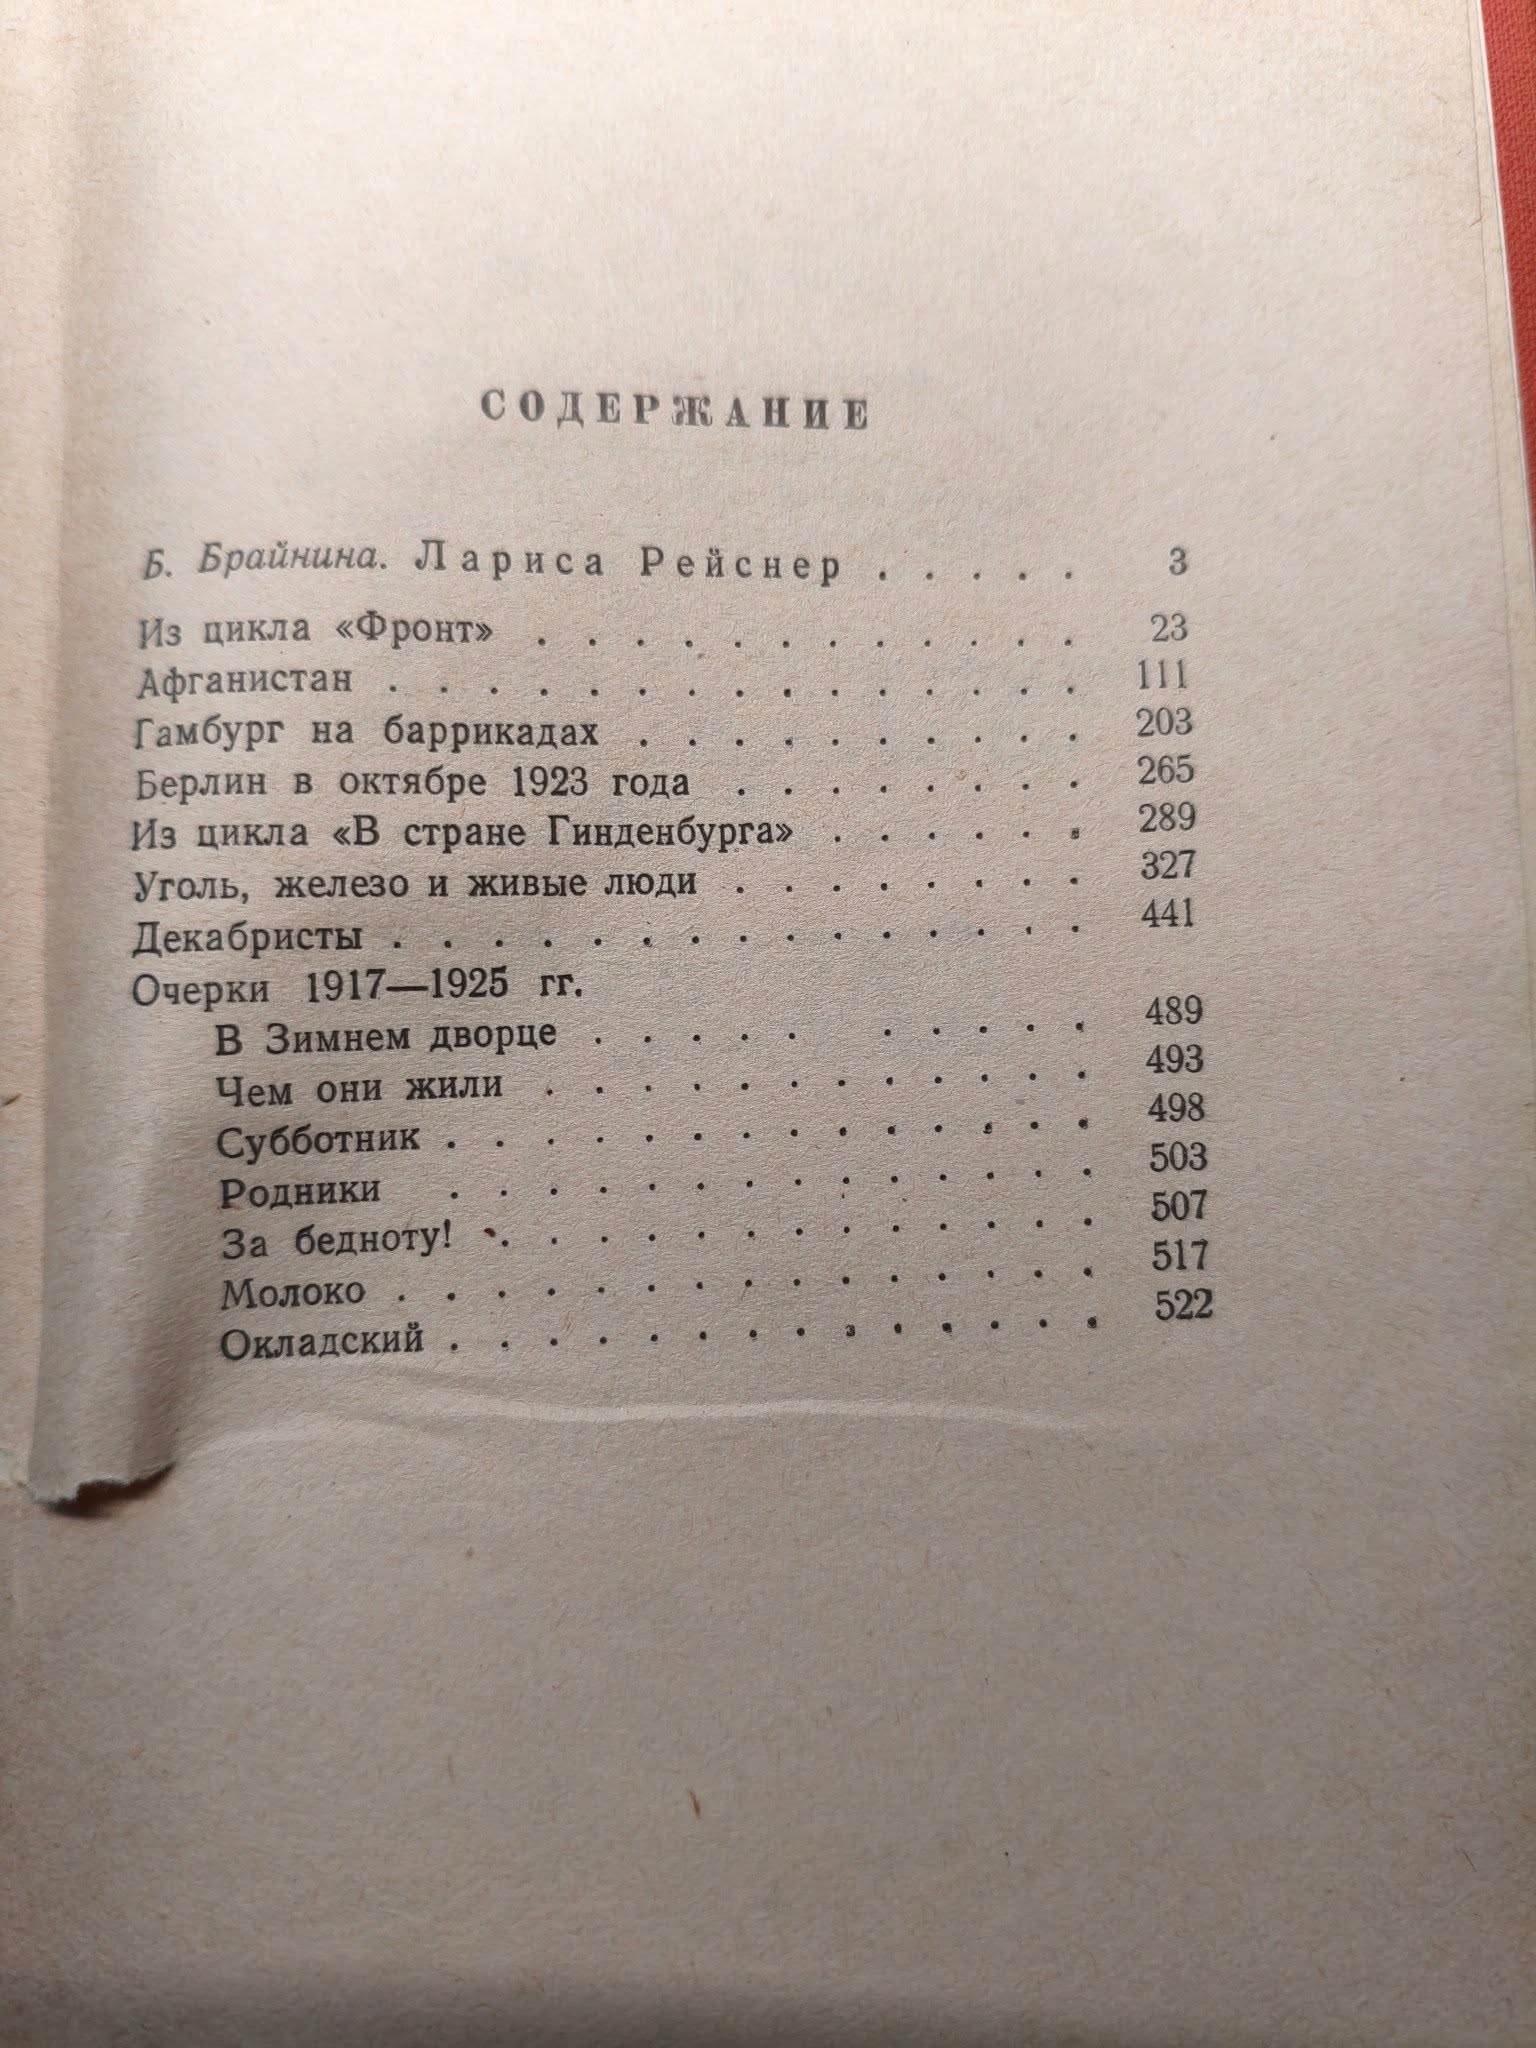 СОДЕРЖАНИЕ
Б. Брайнина. Лариса Рейснер . . . . . 3
Из цикла «Фронт» . . . . . . . . . . . . 23
Афганистан . . . . . . . . . . . . . . . 111
Гамбург на баррикадах . . . . . . . . . . 203
Берлин в октябре 1923 года . . . . . . . . 265
Из цикла «В стране Гинденбурга» . . . . . . 289
Уголь, железо и живые люди . . . . . . . . 327
Декабристы . . . . . . . . . . . . . . . 441
Очерки 1917—1925 гг.
В Зимнем дворце . . . . . . . . . . 489
Чем они жили . . . . . . . . . . . . 493
Субботник . . . . . . . . . . . . . . 498
Родники . . . . . . . . . . . . . . 503
За бедноту! . . . . . . . . . . . . . 507
Молоко . . . . . . . . . . . . . . . 517
Окладский . . . . . . . . . . . . . . 522